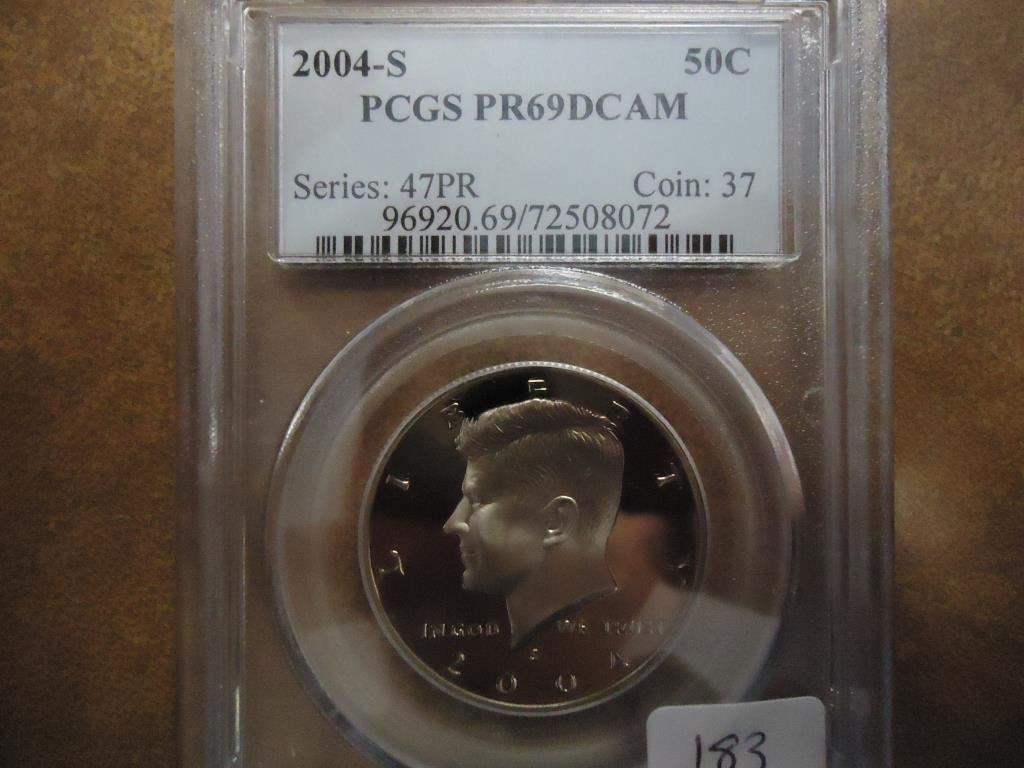 2004-S 50C
PCGS PR69DCAM
Series: 47PR Coin: 37
96920.69/72508072
LIBERTY
IN GOD WE TRUST
S
2004
183